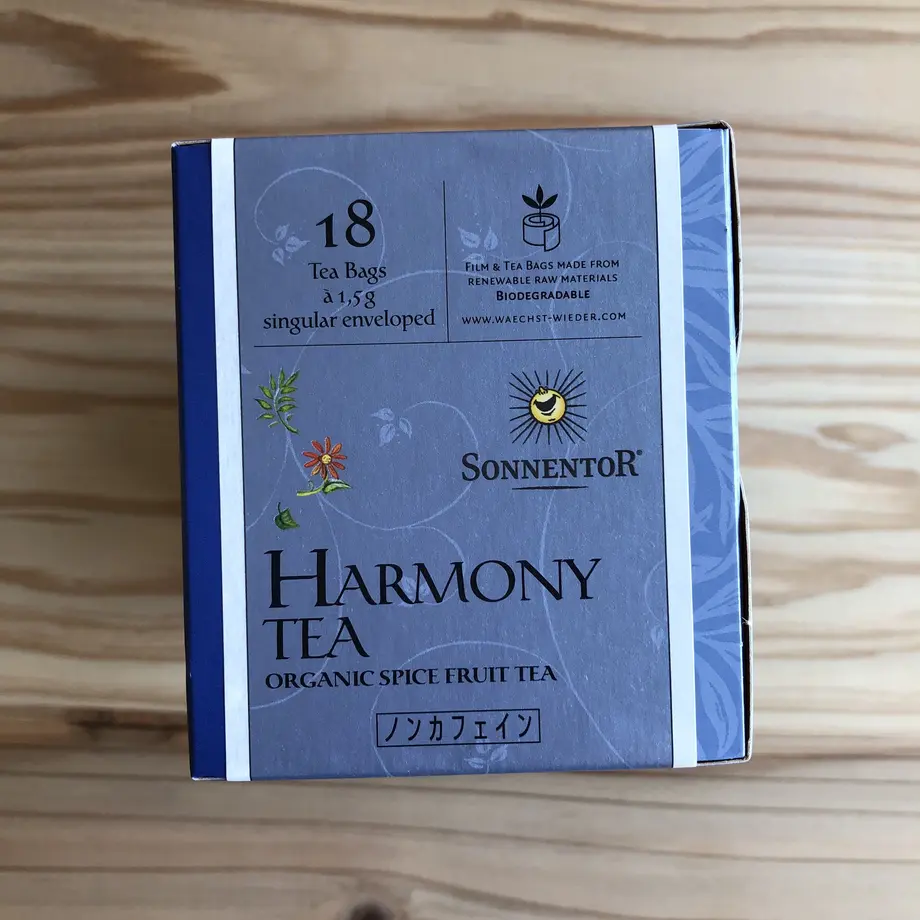 18
Tea Bags
à 1,5 g
singular enveloped
Film & Tea Bags made from
renewable raw materials
Biodegradable
www.waechst-wieder.com
SONNENTOR®
HARMONY
TEA
ORGANIC SPICE FRUIT TEA
ノンカフェイン